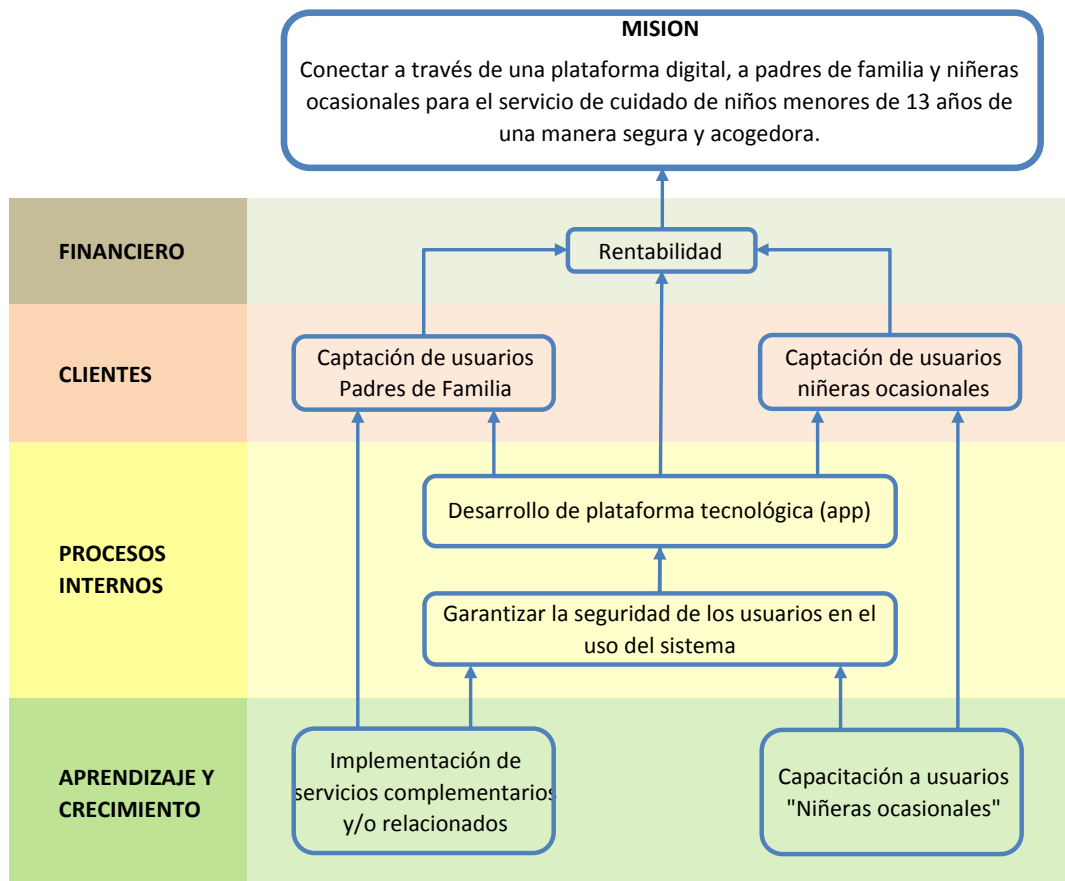 MISION
Conectar a través de una plataforma digital, a padres de familia y niñeras
ocasionales para el servicio de cuidado de niños menores de 13 años de
una manera segura y acogedora.
FINANCIERO
Rentabilidad
CLIENTES
Captación de usuarios
Padres de Familia
Captación de usuarios
niñeras ocasionales
PROCESOS
INTERNOS
Desarrollo de plataforma tecnológica (app)
Garantizar la seguridad de los usuarios en el
uso del sistema
APRENDIZAJE Y
CRECIMIENTO
Implementación de
servicios complementarios
y/o relacionados
Capacitación a usuarios
"Niñeras ocasionales"